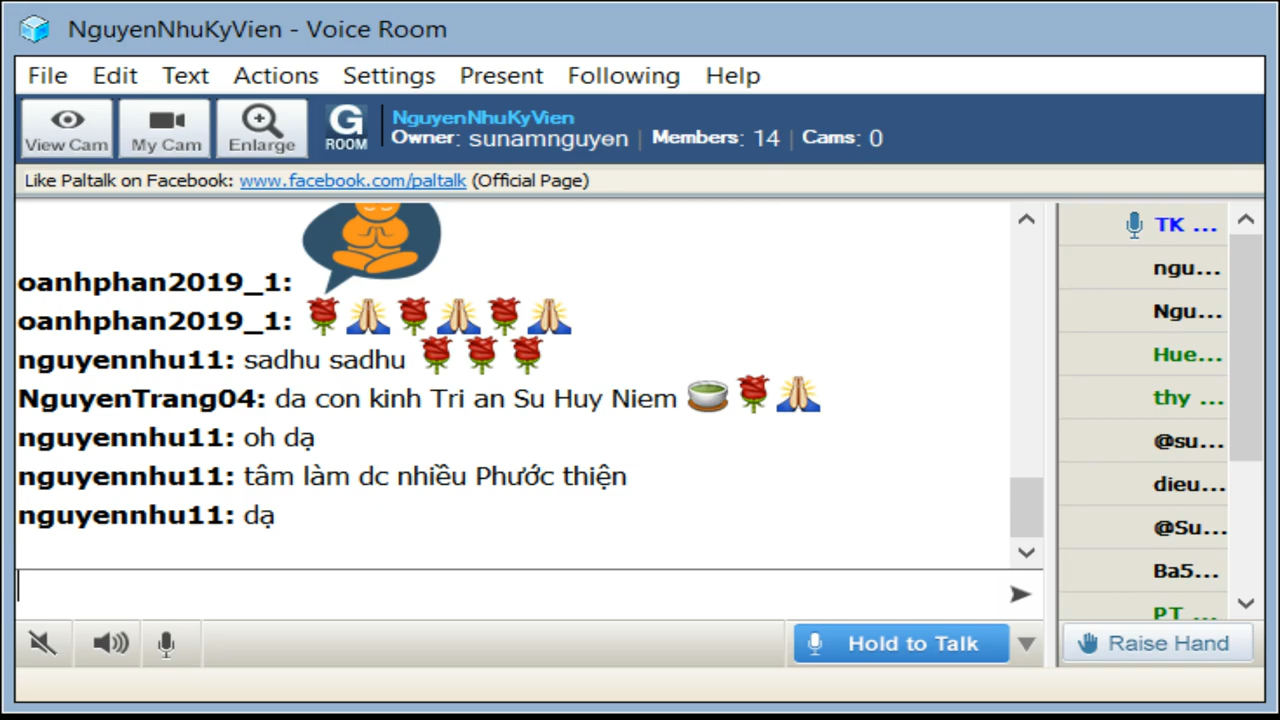 NguyenNhuKyVien - Voice Room
File Edit Text Actions Settings Present Following Help
View Cam
My Cam
Enlarge
G ROOM
NguyenNhuKyVien
Owner: sunamnguyen | Members: 14 | Cams: 0
Like Paltalk on Facebook: www.facebook.com/paltalk (Official Page)
oanhphan2019_1:
oanhphan2019_1:
nguyennhu11: sadhu sadhu
NguyenTrang04: da con kinh Tri an Su Huy Niem
nguyennhu11: oh dạ
nguyennhu11: tâm làm dc nhiều Phước thiện
nguyennhu11: dạ
TK ...
ngu...
Ngu...
Hue...
thy ...
@su...
dieu...
@Su...
Ba5...
PT ...
Hold to Talk
Raise Hand